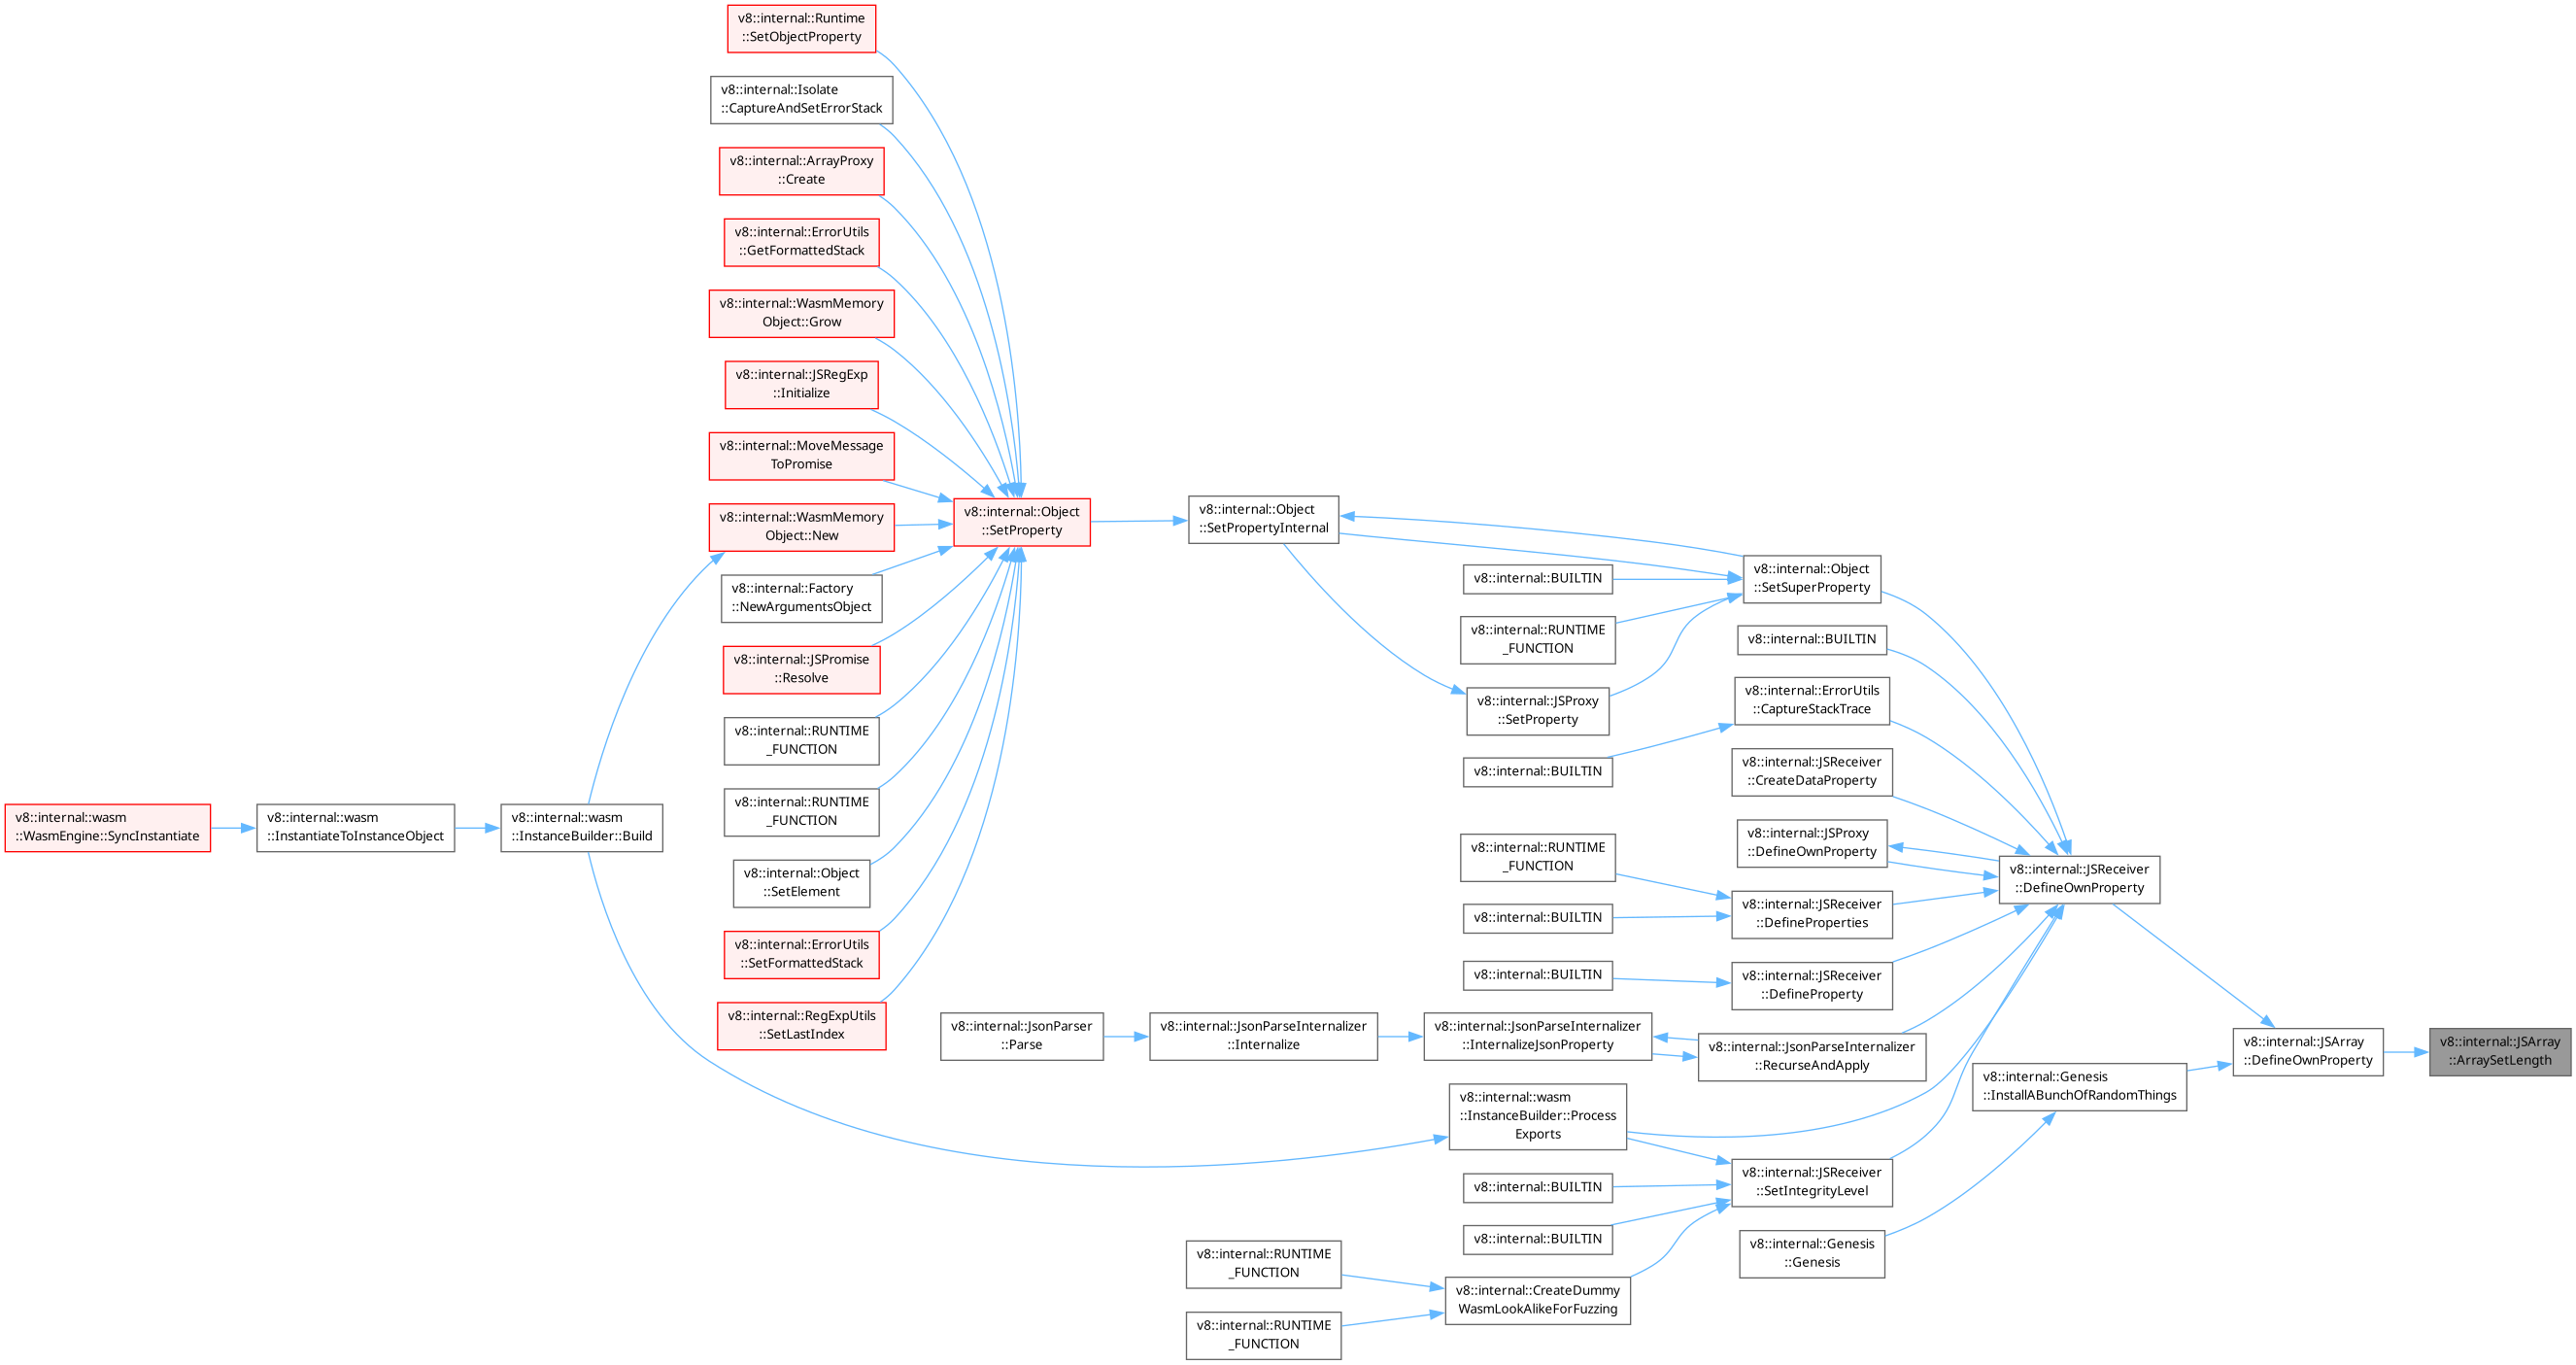 v8::internal::Runtime
::SetObjectProperty
v8::internal::Isolate
::CaptureAndSetErrorStack
v8::internal::ArrayProxy
::Create
v8::internal::ErrorUtils
::GetFormattedStack
v8::internal::WasmMemory
Object::Grow
v8::internal::JSRegExp
::Initialize
v8::internal::MoveMessage
ToPromise
v8::internal::WasmMemory
Object::New
v8::internal::Factory
::NewArgumentsObject
v8::internal::JSPromise
::Resolve
v8::internal::RUNTIME
_FUNCTION
v8::internal::RUNTIME
_FUNCTION
v8::internal::Object
::SetElement
v8::internal::ErrorUtils
::SetFormattedStack
v8::internal::RegExpUtils
::SetLastIndex
v8::internal::wasm
::WasmEngine::SyncInstantiate
v8::internal::wasm
::InstantiateToInstanceObject
v8::internal::wasm
::InstanceBuilder::Build
v8::internal::Object
::SetProperty
v8::internal::Object
::SetPropertyInternal
v8::internal::Object
::SetSuperProperty
v8::internal::BUILTIN
v8::internal::RUNTIME
_FUNCTION
v8::internal::JSProxy
::SetProperty
v8::internal::BUILTIN
v8::internal::BUILTIN
v8::internal::ErrorUtils
::CaptureStackTrace
v8::internal::JSReceiver
::CreateDataProperty
v8::internal::JSProxy
::DefineOwnProperty
v8::internal::RUNTIME
_FUNCTION
v8::internal::BUILTIN
v8::internal::JSReceiver
::DefineProperties
v8::internal::BUILTIN
v8::internal::JSReceiver
::DefineProperty
v8::internal::JsonParser
::Parse
v8::internal::JsonParseInternalizer
::Internalize
v8::internal::JsonParseInternalizer
::InternalizeJsonProperty
v8::internal::JsonParseInternalizer
::RecurseAndApply
v8::internal::wasm
::InstanceBuilder::Process
Exports
v8::internal::BUILTIN
v8::internal::BUILTIN
v8::internal::JSReceiver
::SetIntegrityLevel
v8::internal::RUNTIME
_FUNCTION
v8::internal::RUNTIME
_FUNCTION
v8::internal::CreateDummy
WasmLookAlikeForFuzzing
v8::internal::Genesis
::Genesis
v8::internal::JSReceiver
::DefineOwnProperty
v8::internal::Genesis
::InstallABunchOfRandomThings
v8::internal::JSArray
::DefineOwnProperty
v8::internal::JSArray
::ArraySetLength